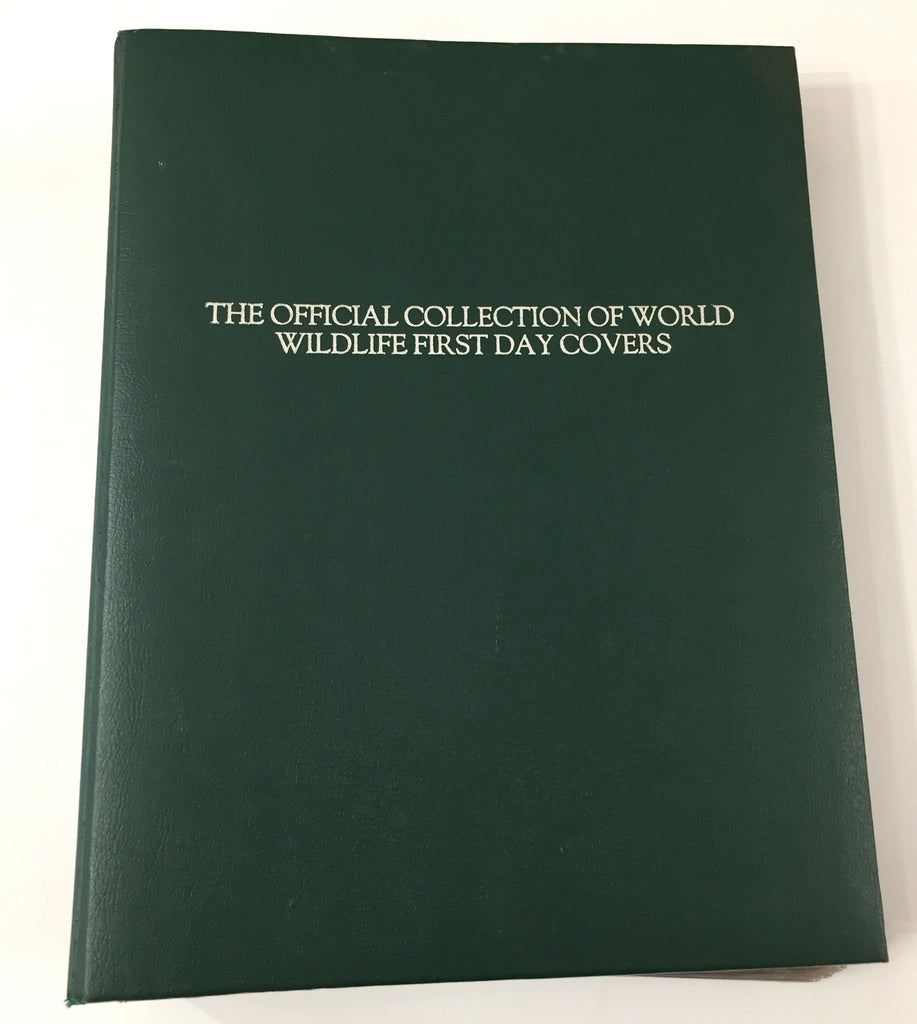 THE OFFICIAL COLLECTION OF WORLD
WILDLIFE FIRST DAY COVERS